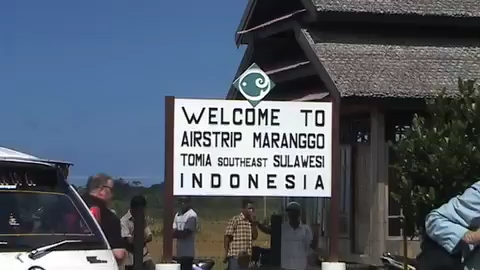 WELCOME TO
AIRSTRIP MARANGGO
TOMIA SOUTHEAST SULAWESI
INDONESIA